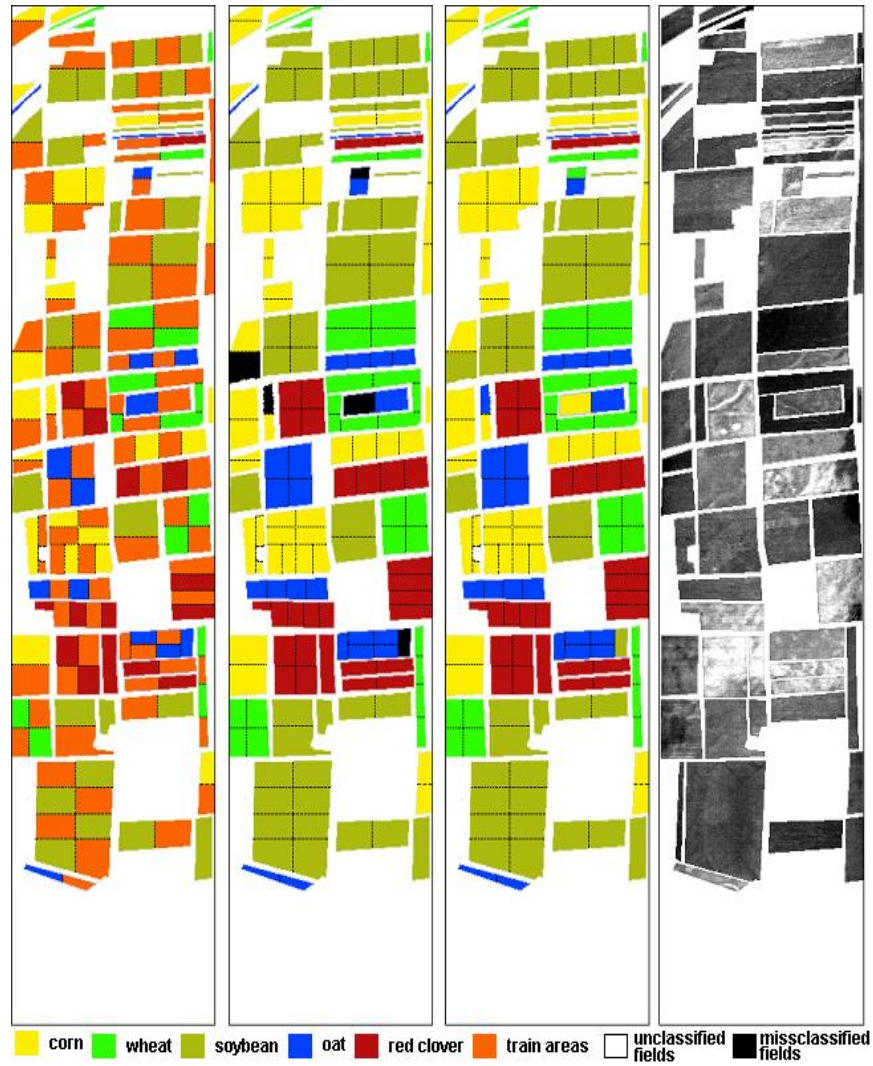 corn wheat soybean oat red clover train areas unclassified fields missclassified fields